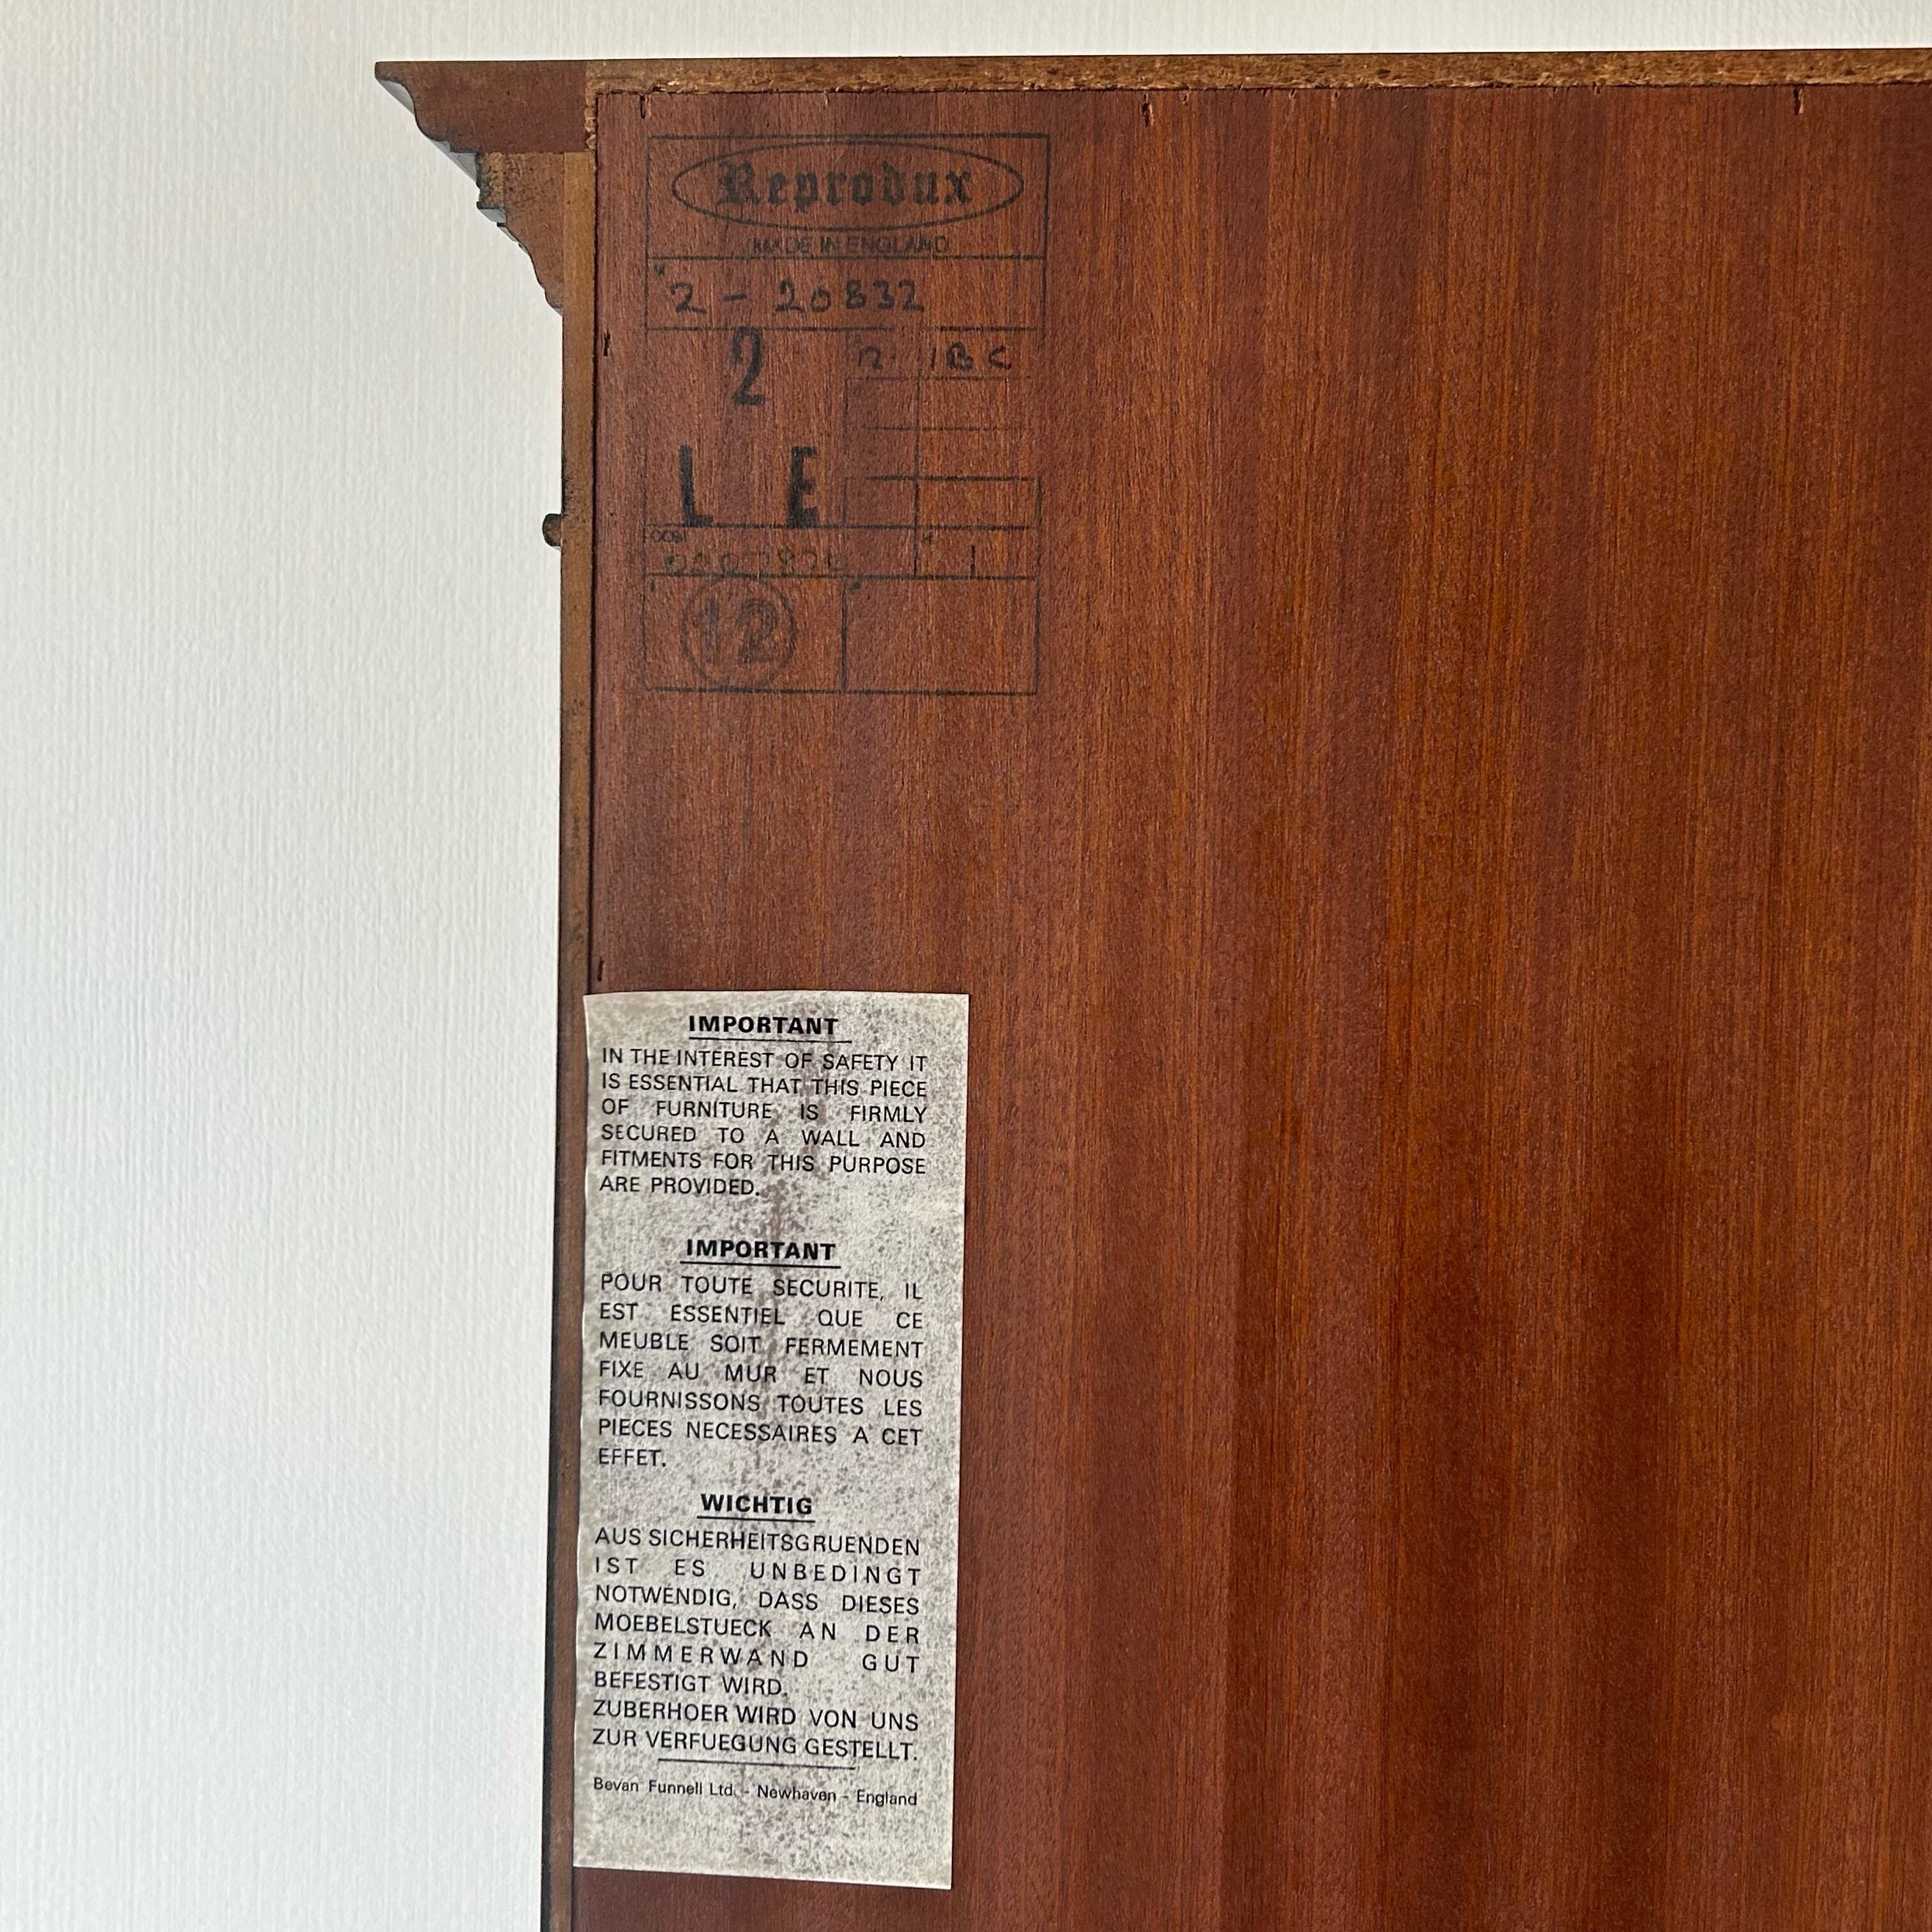 Reprodux
MADE IN ENGLAND
2 - 20832
2
IBC
L E
1
12
IMPORTANT
IN THE INTEREST OF SAFETY IT
IS ESSENTIAL THAT THIS PIECE
OF FURNITURE IS FIRMLY
SECURED TO A WALL AND
FITMENTS FOR THIS PURPOSE
ARE PROVIDED.
IMPORTANT
POUR TOUTE SECURITE, IL
EST ESSENTIEL QUE CE
MEUBLE SOIT FERMEMENT
FIXE AU MUR ET NOUS
FOURNISSONS TOUTES LES
PIECES NECESSAIRES A CET
EFFET.
WICHTIG
AUS SICHERHEITSGRUENDEN
IST ES UNBEDINGT
NOTWENDIG, DASS DIESES
MOEBELSTUECK AN DER
ZIMMERWAND GUT
BEFESTIGT WIRD.
ZUBERHOER WIRD VON UNS
ZUR VERFUEGUNG GESTELLT.
Bevan Funnell Ltd. - Newhaven - England